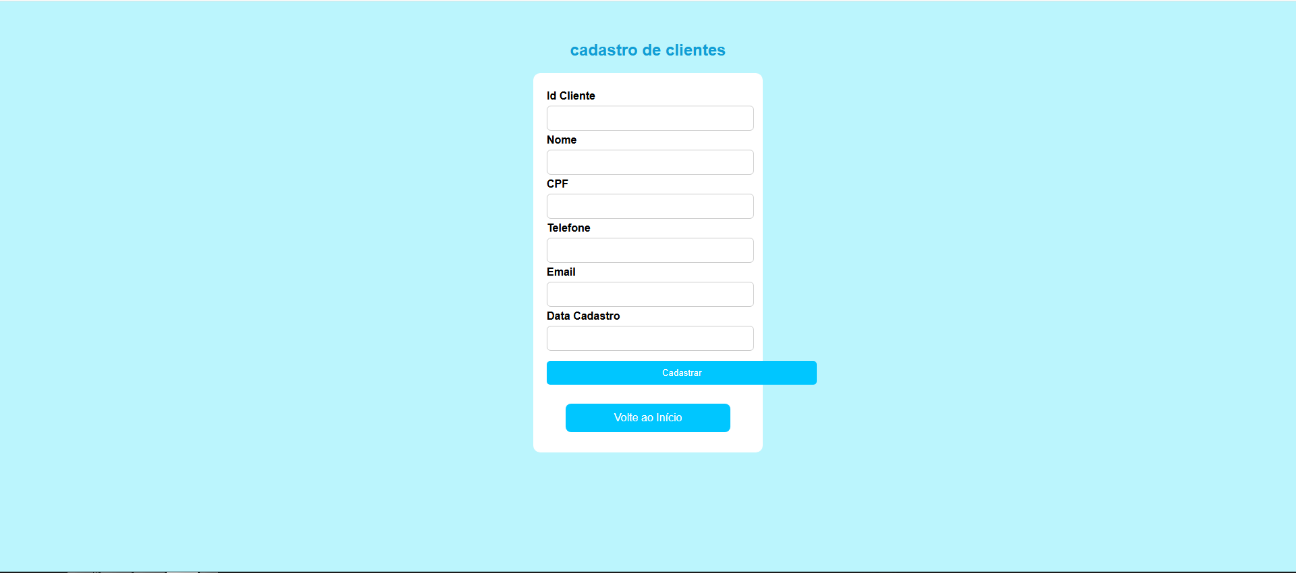 cadastro de clientes
Id Cliente
Nome
CPF
Telefone
Email
Data Cadastro
Cadastrar
Volte ao Início